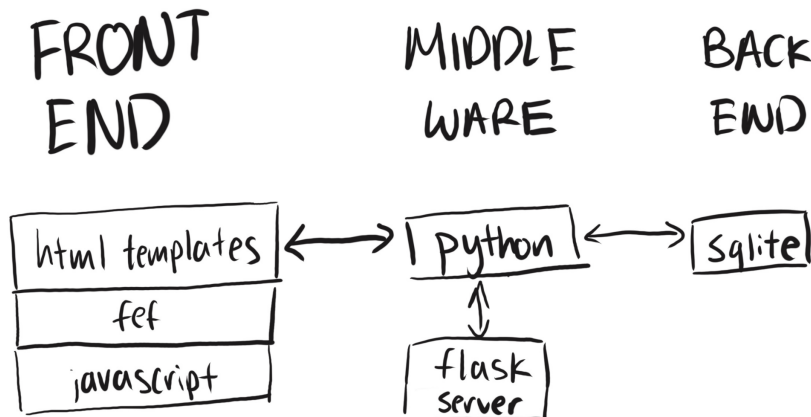 FRONT
END
MIDDLE
WARE
BACK
END
html templates
fef
javascript
python
flask
server
sqlite